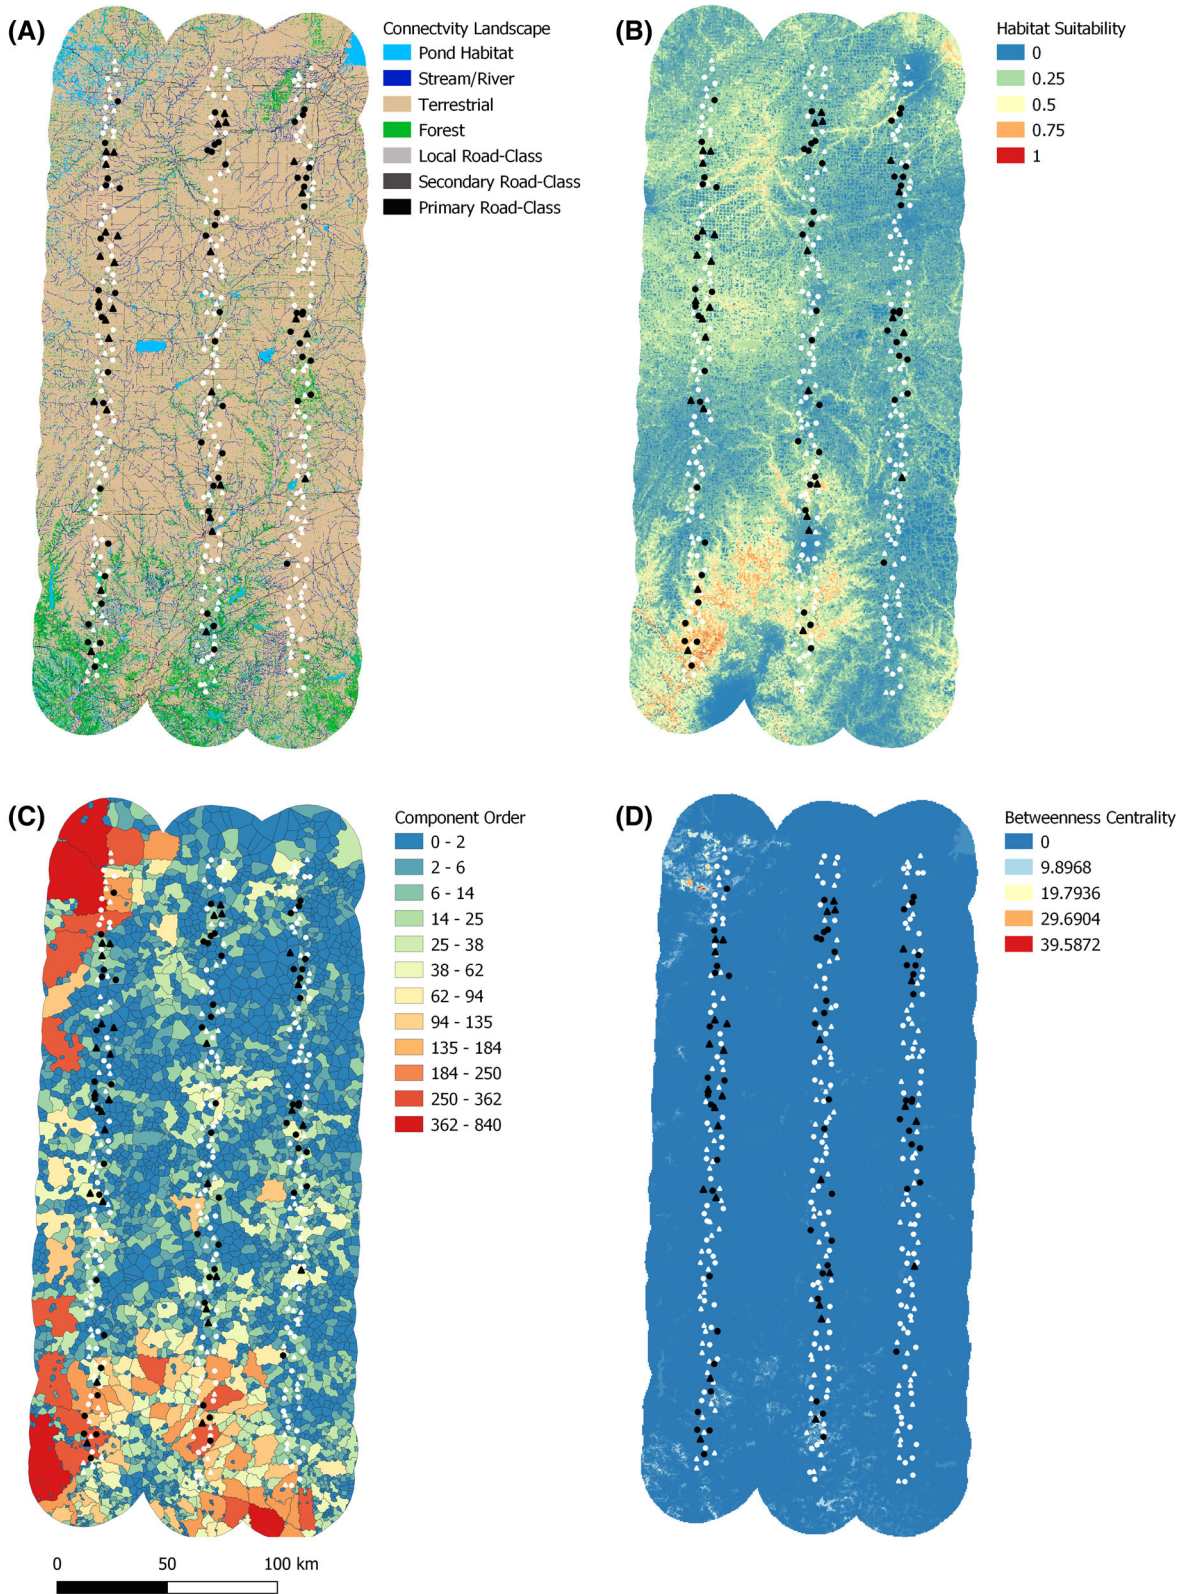 (A)
Connectvity Landscape
Pond Habitat
Stream/River
Terrestrial
Forest
Local Road-Class
Secondary Road-Class
Primary Road-Class
(B)
Habitat Suitability
0
0.25
0.5
0.75
1
(C)
Component Order
0 - 2
2 - 6
6 - 14
14 - 25
25 - 38
38 - 62
62 - 94
94 - 135
135 - 184
184 - 250
250 - 362
362 - 840
(D)
Betweenness Centrality
0
9.8968
19.7936
29.6904
39.5872
0 50 100 km